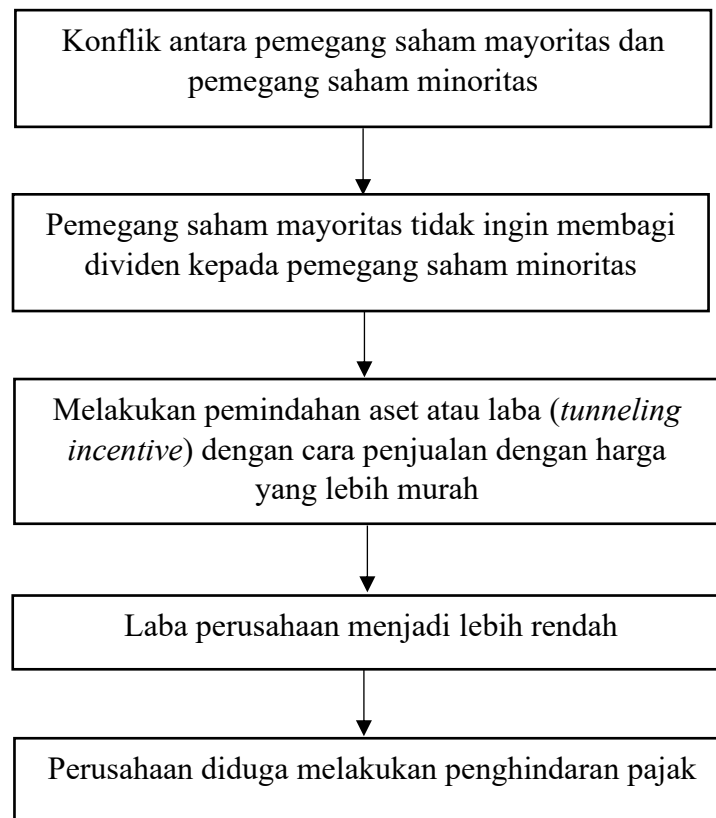 Konflik antara pemegang saham mayoritas dan
pemegang saham minoritas
Pemegang saham mayoritas tidak ingin membagi
dividen kepada pemegang saham minoritas
Melakukan pemindahan aset atau laba (tunneling
incentive) dengan cara penjualan dengan harga
yang lebih murah
Laba perusahaan menjadi lebih rendah
Perusahaan diduga melakukan penghindaran pajak